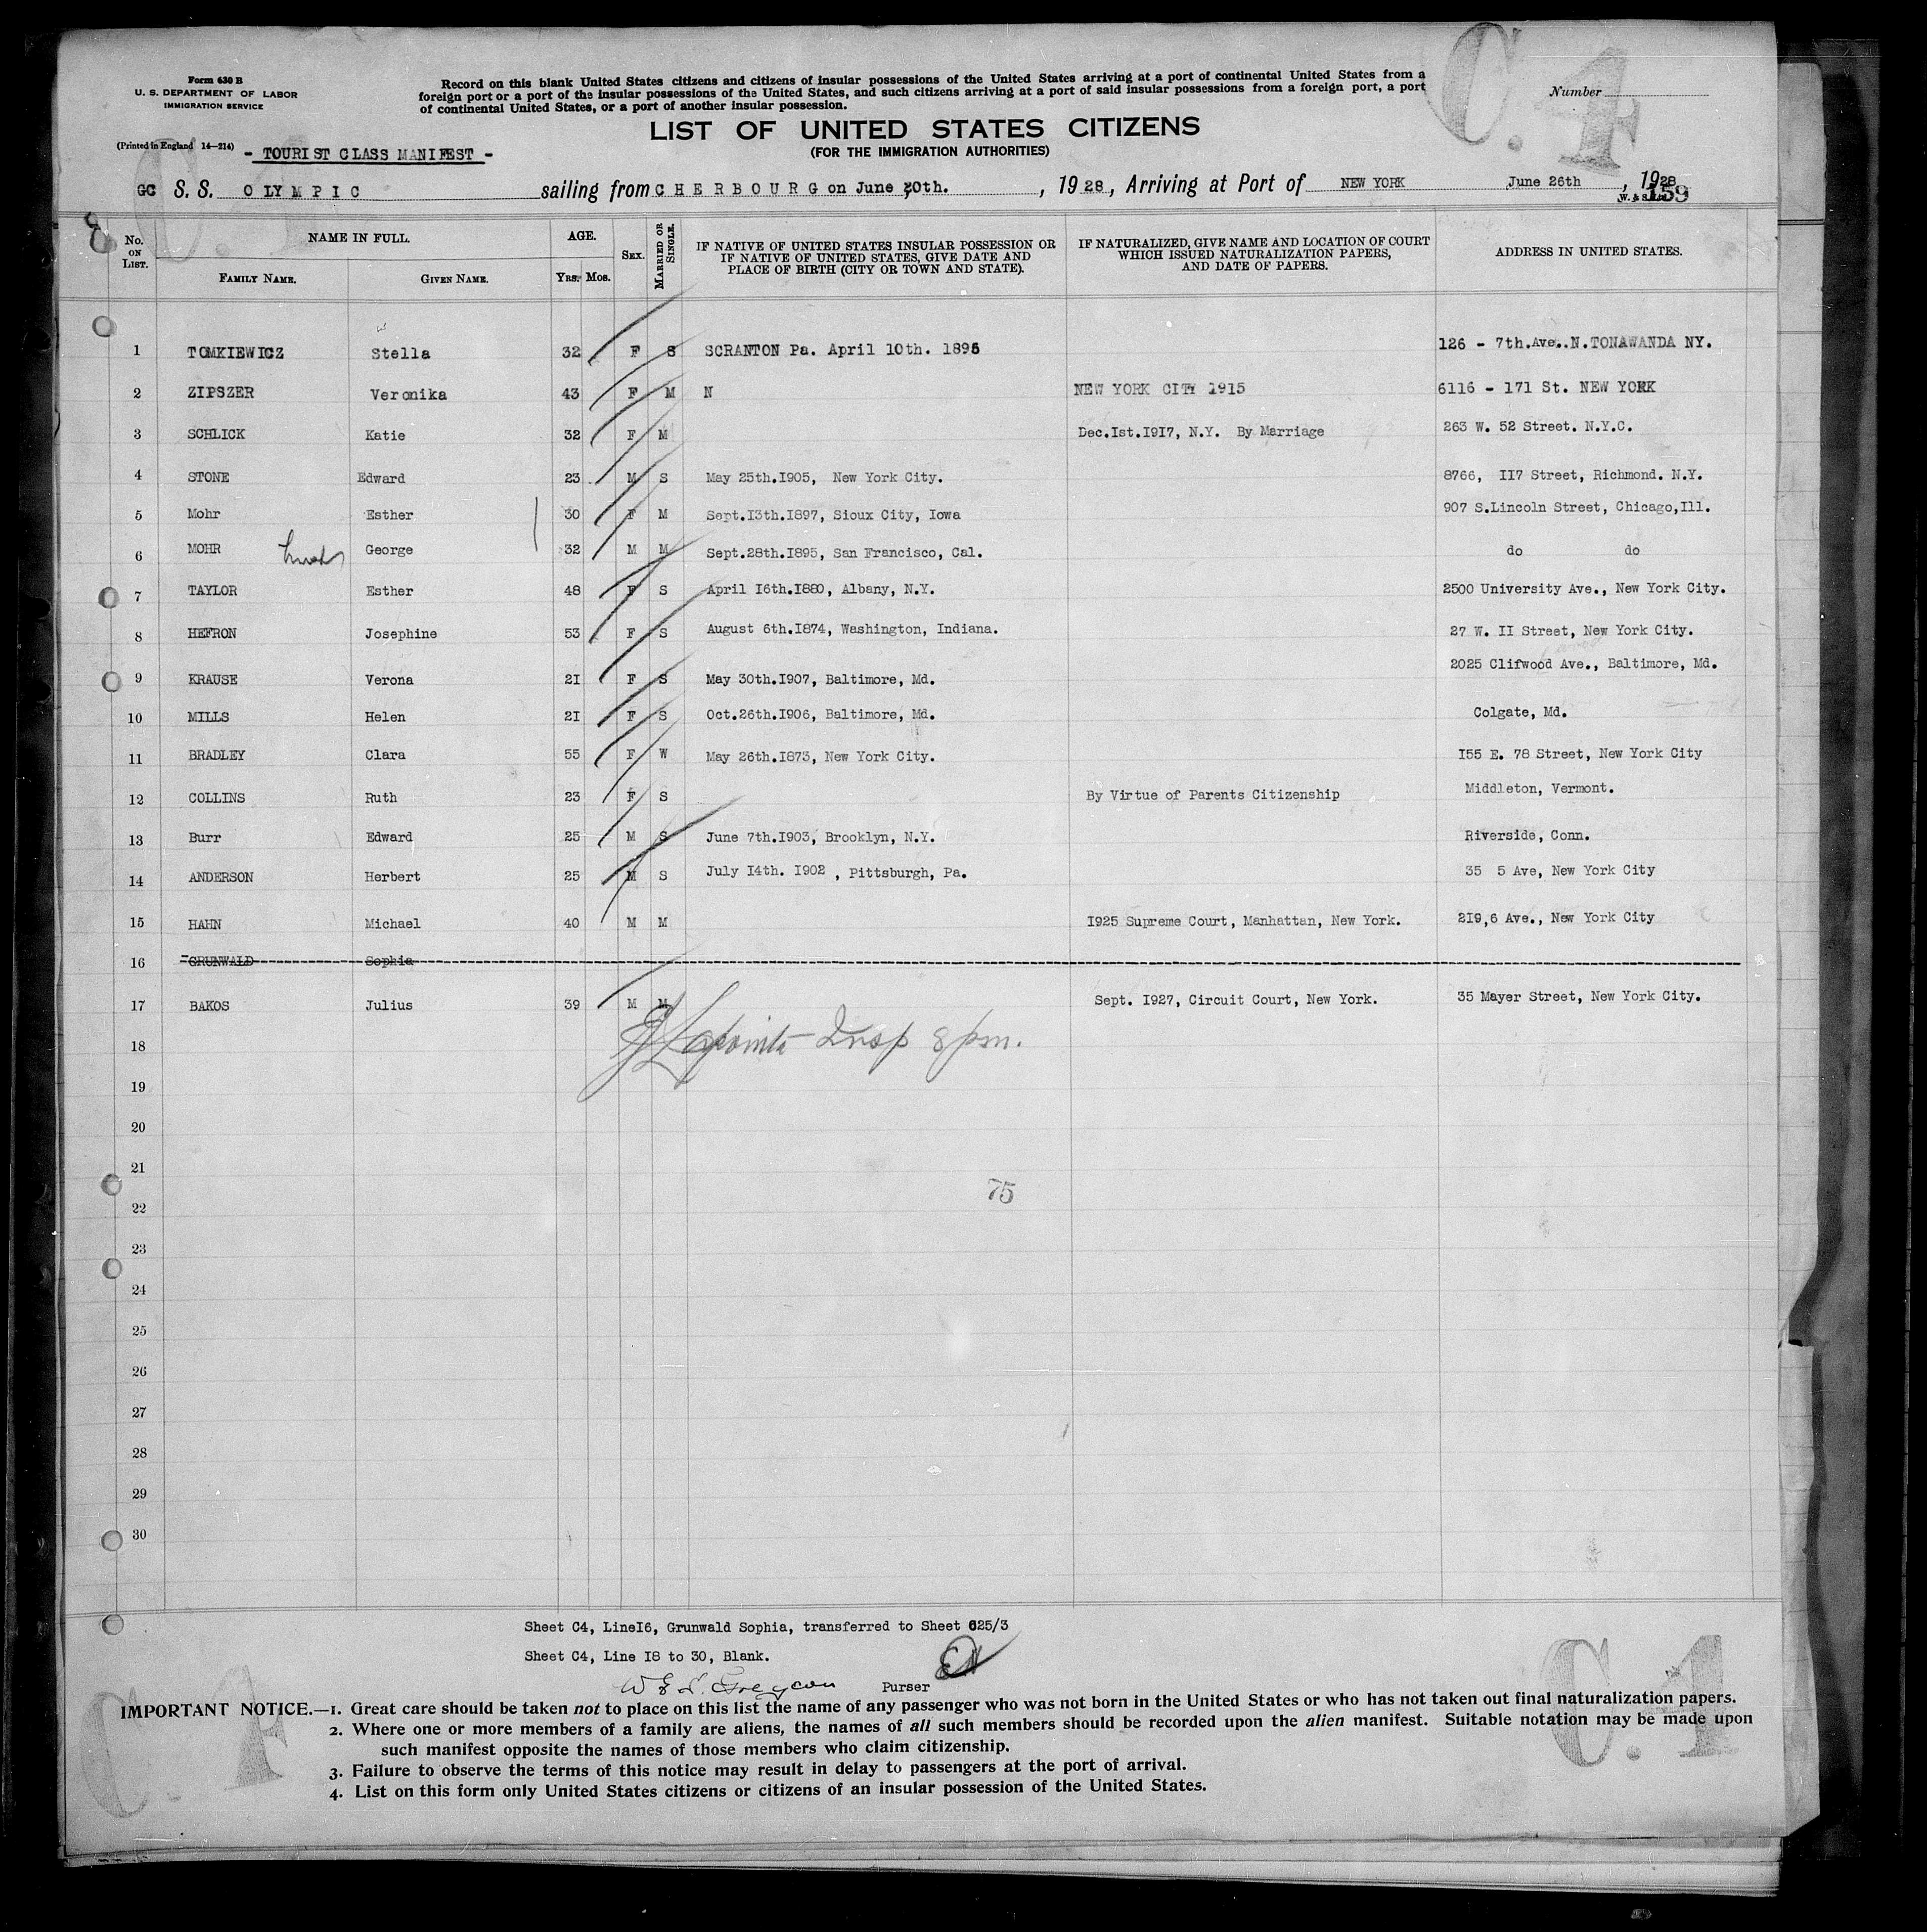 Form 630 B
U. S. DEPARTMENT OF LABOR
IMMIGRATION SERVICE
(Printed in England 14—214)
Record on this blank United States citizens and citizens of insular possessions of the United States arriving at a port of continental United States from a
foreign port or a port of the insular possessions of the United States, and such citizens arriving at a port of said insular possessions from a foreign port, a port
of continental United States, or a port of another insular possession.
C. 4
Number
LIST OF UNITED STATES CITIZENS
(FOR THE IMMIGRATION AUTHORITIES)
- TOURIST CLASS MANIFEST -
GC S. S. OLYMPIC sailing from CHERBOURG on June 20th. , 1928, Arriving at Port of NEW YORK June 26th , 1928
159
No. ON LIST.
NAME IN FULL.
FAMILY NAME. GIVEN NAME.
AGE.
YRS. MOS.
SEX.
MARRIED OR SINGLE.
IF NATIVE OF UNITED STATES INSULAR POSSESSION OR
IF NATIVE OF UNITED STATES, GIVE DATE AND
PLACE OF BIRTH (CITY OR TOWN AND STATE).
IF NATURALIZED, GIVE NAME AND LOCATION OF COURT
WHICH ISSUED NATURALIZATION PAPERS,
AND DATE OF PAPERS.
ADDRESS IN UNITED STATES.
1 TOMKIEWICZ Stella 32 F S SCRANTON Pa. April 10th. 1896 126 - 7th.Ave..N.TONAWANDA NY.
2 ZIPSZER Veronika 43 F M N NEW YORK CITY 1915 6116 - 171 St. NEW YORK
3 SCHLICK Katie 32 F M Dec.1st.1917, N.Y. By Marriage 263 W. 52 Street. N.Y.C.
4 STONE Edward 23 M S May 25th.1905, New York City. 8766, 117 Street, Richmond. N.Y.
5 Mohr Esther 30 F M Sept.13th.1897, Sioux City, Iowa 907 S.Lincoln Street, Chicago,Ill.
6 MOHR George 32 M M Sept.28th.1895, San Francisco, Cal. do do
7 TAYLOR Esther 48 F S April 16th.1880, Albany, N.Y. 2500 University Ave., New York City.
8 HEFRON Josephine 53 F S August 6th.1874, Washington, Indiana. 27 W. 11 Street, New York City.
9 KRAUSE Verona 21 F S May 30th.1907, Baltimore, Md. 2025 Clifwood Ave., Baltimore, Md.
10 MILLS Helen 21 F S Oct.26th.1906, Baltimore, Md. Colgate, Md.
11 BRADLEY Clara 55 F W May 26th.1873, New York City. 155 E. 78 Street, New York City
12 COLLINS Ruth 23 F S By Virtue of Parents Citizenship Middleton, Vermont.
13 Burr Edward 25 M S June 7th.1903, Brooklyn, N.Y. Riverside, Conn.
14 ANDERSON Herbert 25 M S July 14th. 1902 , Pittsburgh, Pa. 35 5 Ave, New York City
15 HAHN Michael 40 M M 1925 Supreme Court, Manhattan, New York. 219,6 Ave., New York City
16 GRUNWALD Sophia
17 BAKOS Julius 39 M M Sept. 1927, Circuit Court, New York. 35 Mayer Street, New York City.
18 Lapointe Insp 8 pm.
19
20
21
75
22
23
24
25
26
27
28
29
30
Sheet C4, Line16, Grunwald Sophia, transferred to Sheet 625/3
Sheet C4, Line 18 to 30, Blank.
Purser
IMPORTANT NOTICE.—1. Great care should be taken not to place on this list the name of any passenger who was not born in the United States or who has not taken out final naturalization papers.
2. Where one or more members of a family are aliens, the names of all such members should be recorded upon the alien manifest. Suitable notation may be made upon
such manifest opposite the names of those members who claim citizenship.
3. Failure to observe the terms of this notice may result in delay to passengers at the port of arrival.
4. List on this form only United States citizens or citizens of an insular possession of the United States.
C. 4
C. 4